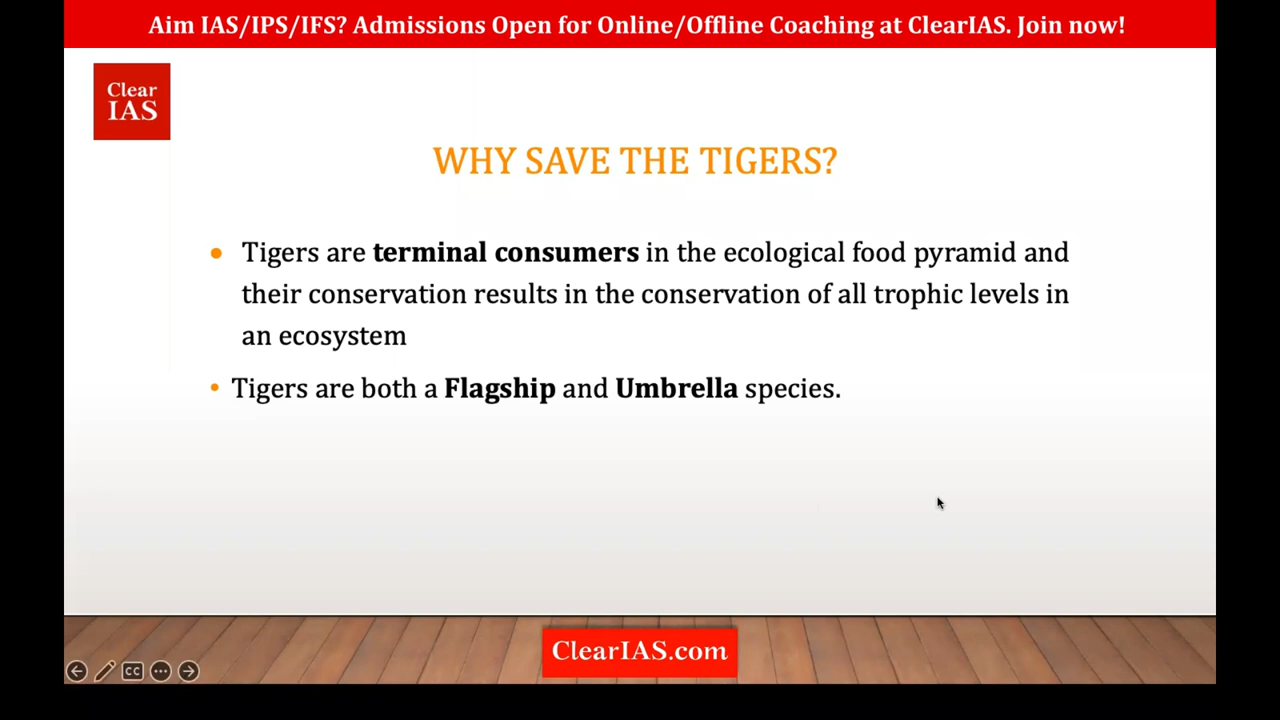 Aim IAS/IPS/IFS? Admissions Open for Online/Offline Coaching at ClearIAS. Join now!
Clear
IAS
WHY SAVE THE TIGERS?
• Tigers are terminal consumers in the ecological food pyramid and
their conservation results in the conservation of all trophic levels in
an ecosystem
• Tigers are both a Flagship and Umbrella species.
ClearIAS.com
CC